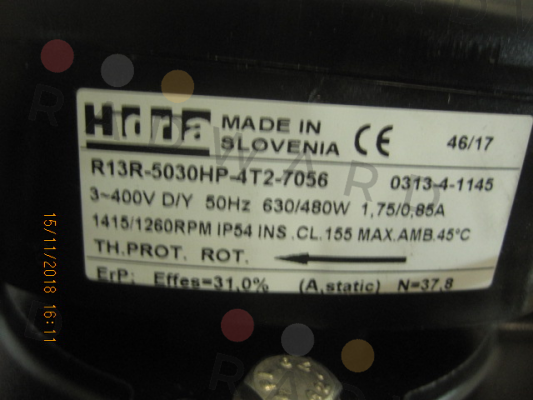 Hidria MADE IN SLOVENIA CE 46/17
R13R-5030HP-4T2-7056 0313-4-1145
3~400V D/Y 50Hz 630/480W 1,75/0,85A
1415/1260RPM IP54 INS .CL.155 MAX.AMB.45°C
TH.PROT. ROT.
ErP: Effes=31,0% (A,static) N=37,8
15/11/2018 16:11